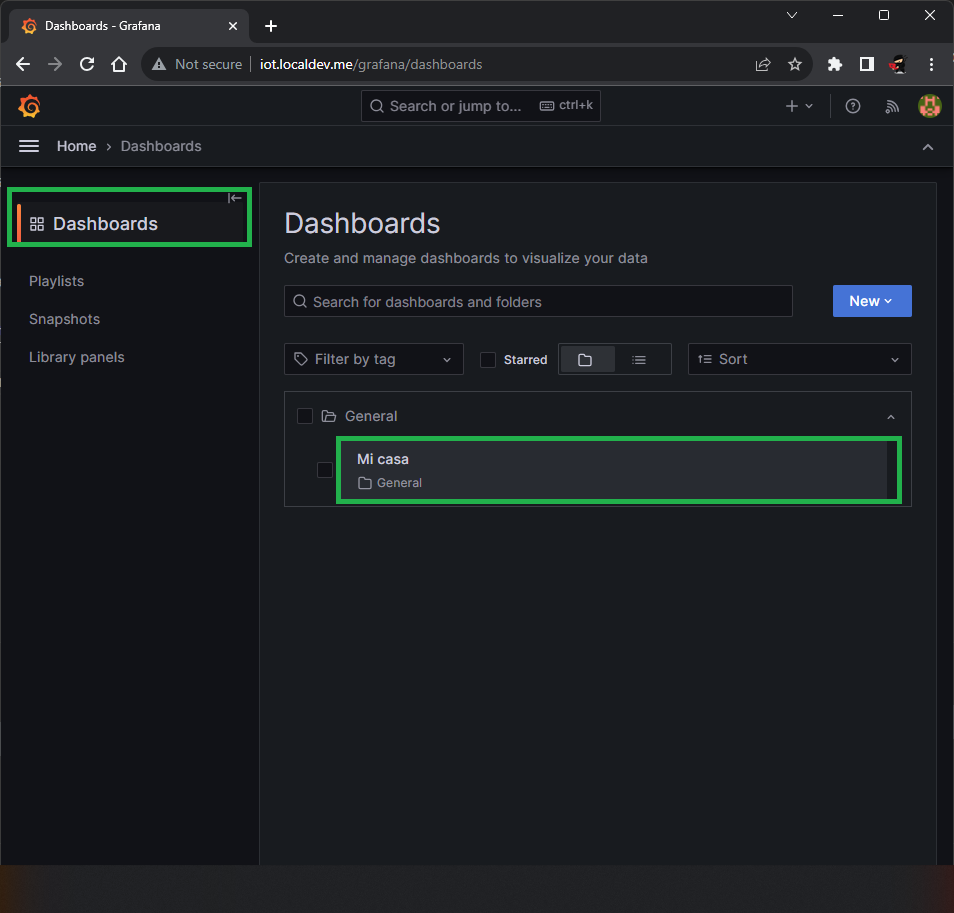 Dashboards - Grafana
Not secure iot.localdev.me/grafana/dashboards
Search or jump to... ctrl+k
Home › Dashboards
Dashboards
Playlists
Snapshots
Library panels
Dashboards
Create and manage dashboards to visualize your data
Search for dashboards and folders
New
Filter by tag
Starred
Sort
General
Mi casa
General